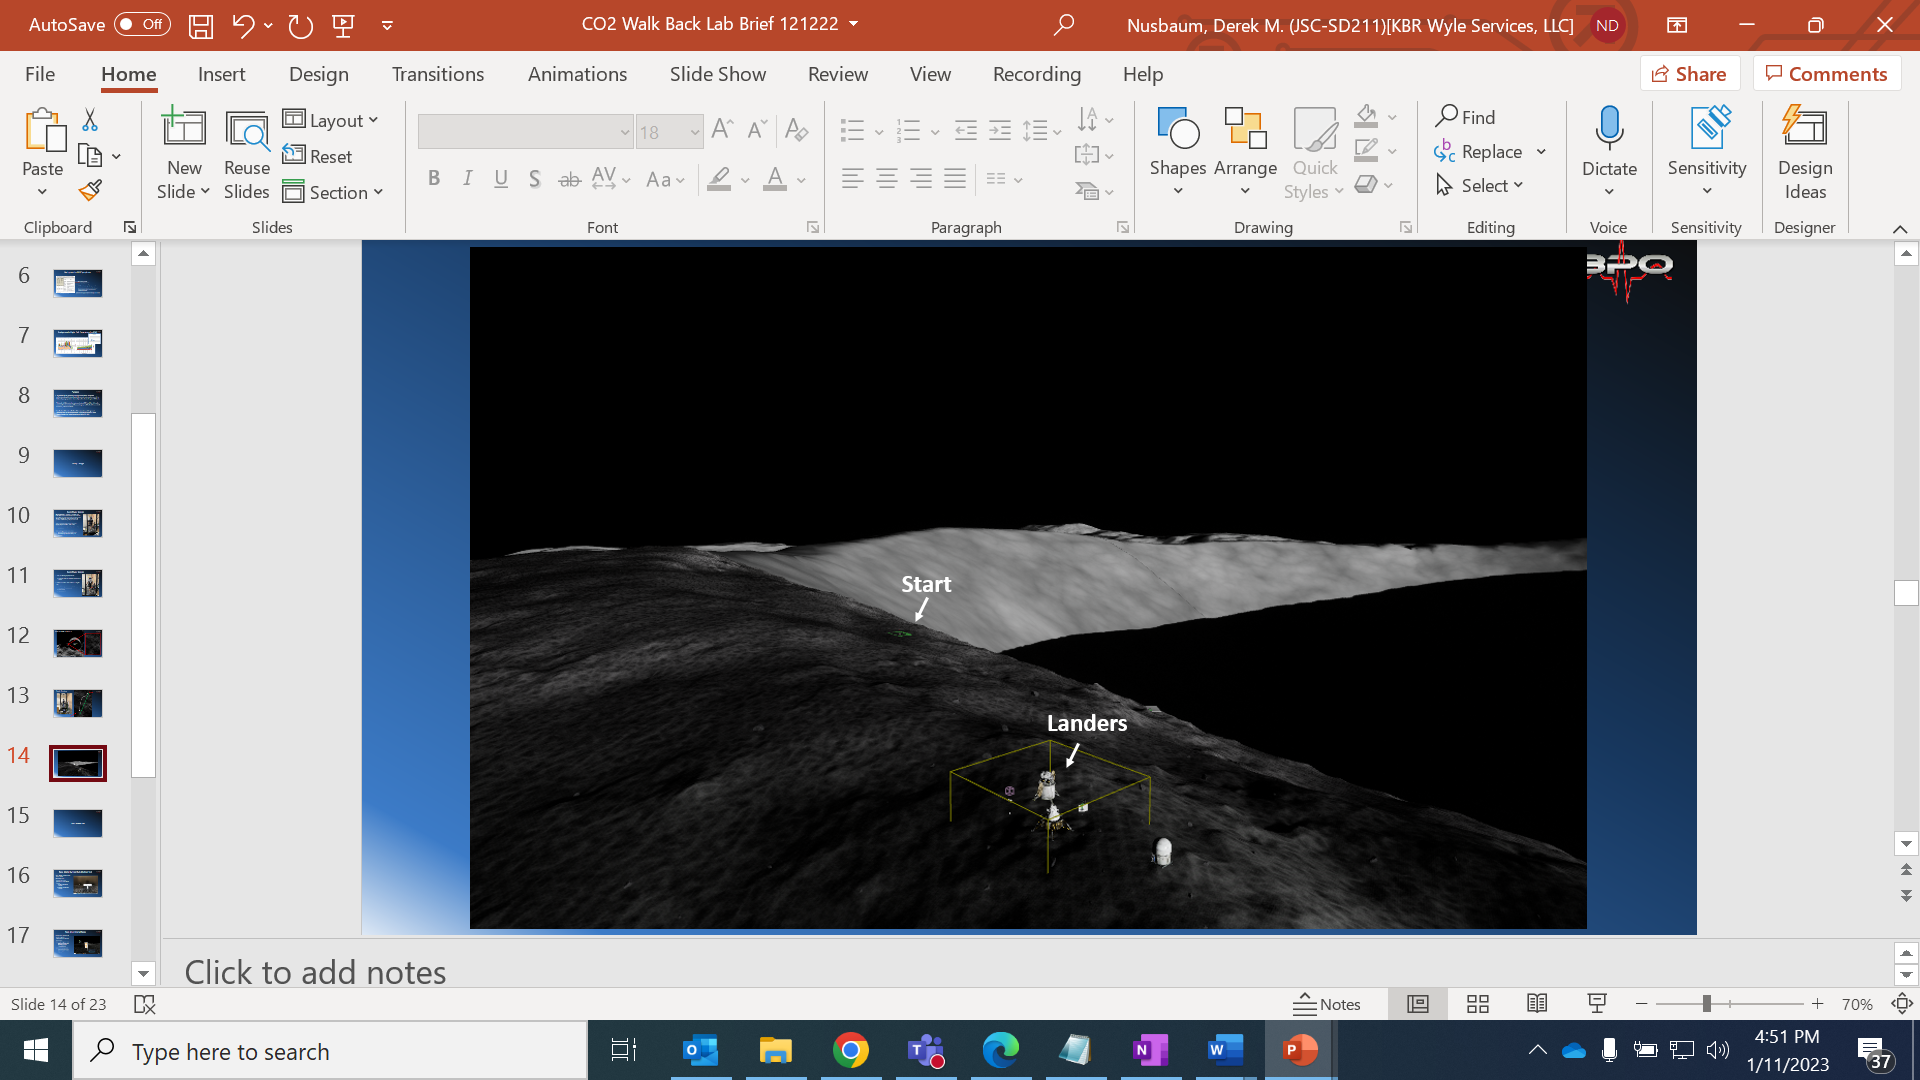 AutoSave Off
CO2 Walk Back Lab Brief 121222
Nusbaum, Derek M. (JSC-SD211)[KBR Wyle Services, LLC] ND
File Home Insert Design Transitions Animations Slide Show Review View Recording Help
Share Comments
Paste
New Slide
Reuse Slides
Layout
Reset
Section
18
B I U S ab AV Aa A
Shapes Arrange Quick Styles
Find
Replace
Select
Dictate
Sensitivity
Design Ideas
Clipboard Slides Font Paragraph Drawing Editing Voice Sensitivity Designer
6
7
8
9
10
11
12
13
14
15
16
17
BPO
Start
Landers
Click to add notes
Slide 14 of 23
Notes
70%
Type here to search
4:51 PM
1/11/2023
37